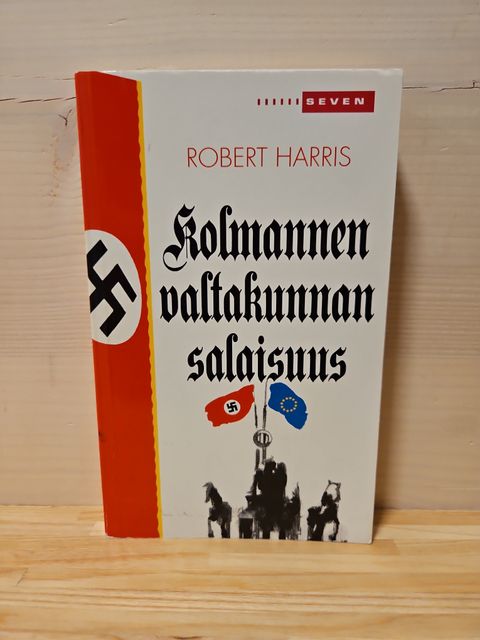 SEVEN
ROBERT HARRIS
Kolmannen
valtakunnan
salaisuus